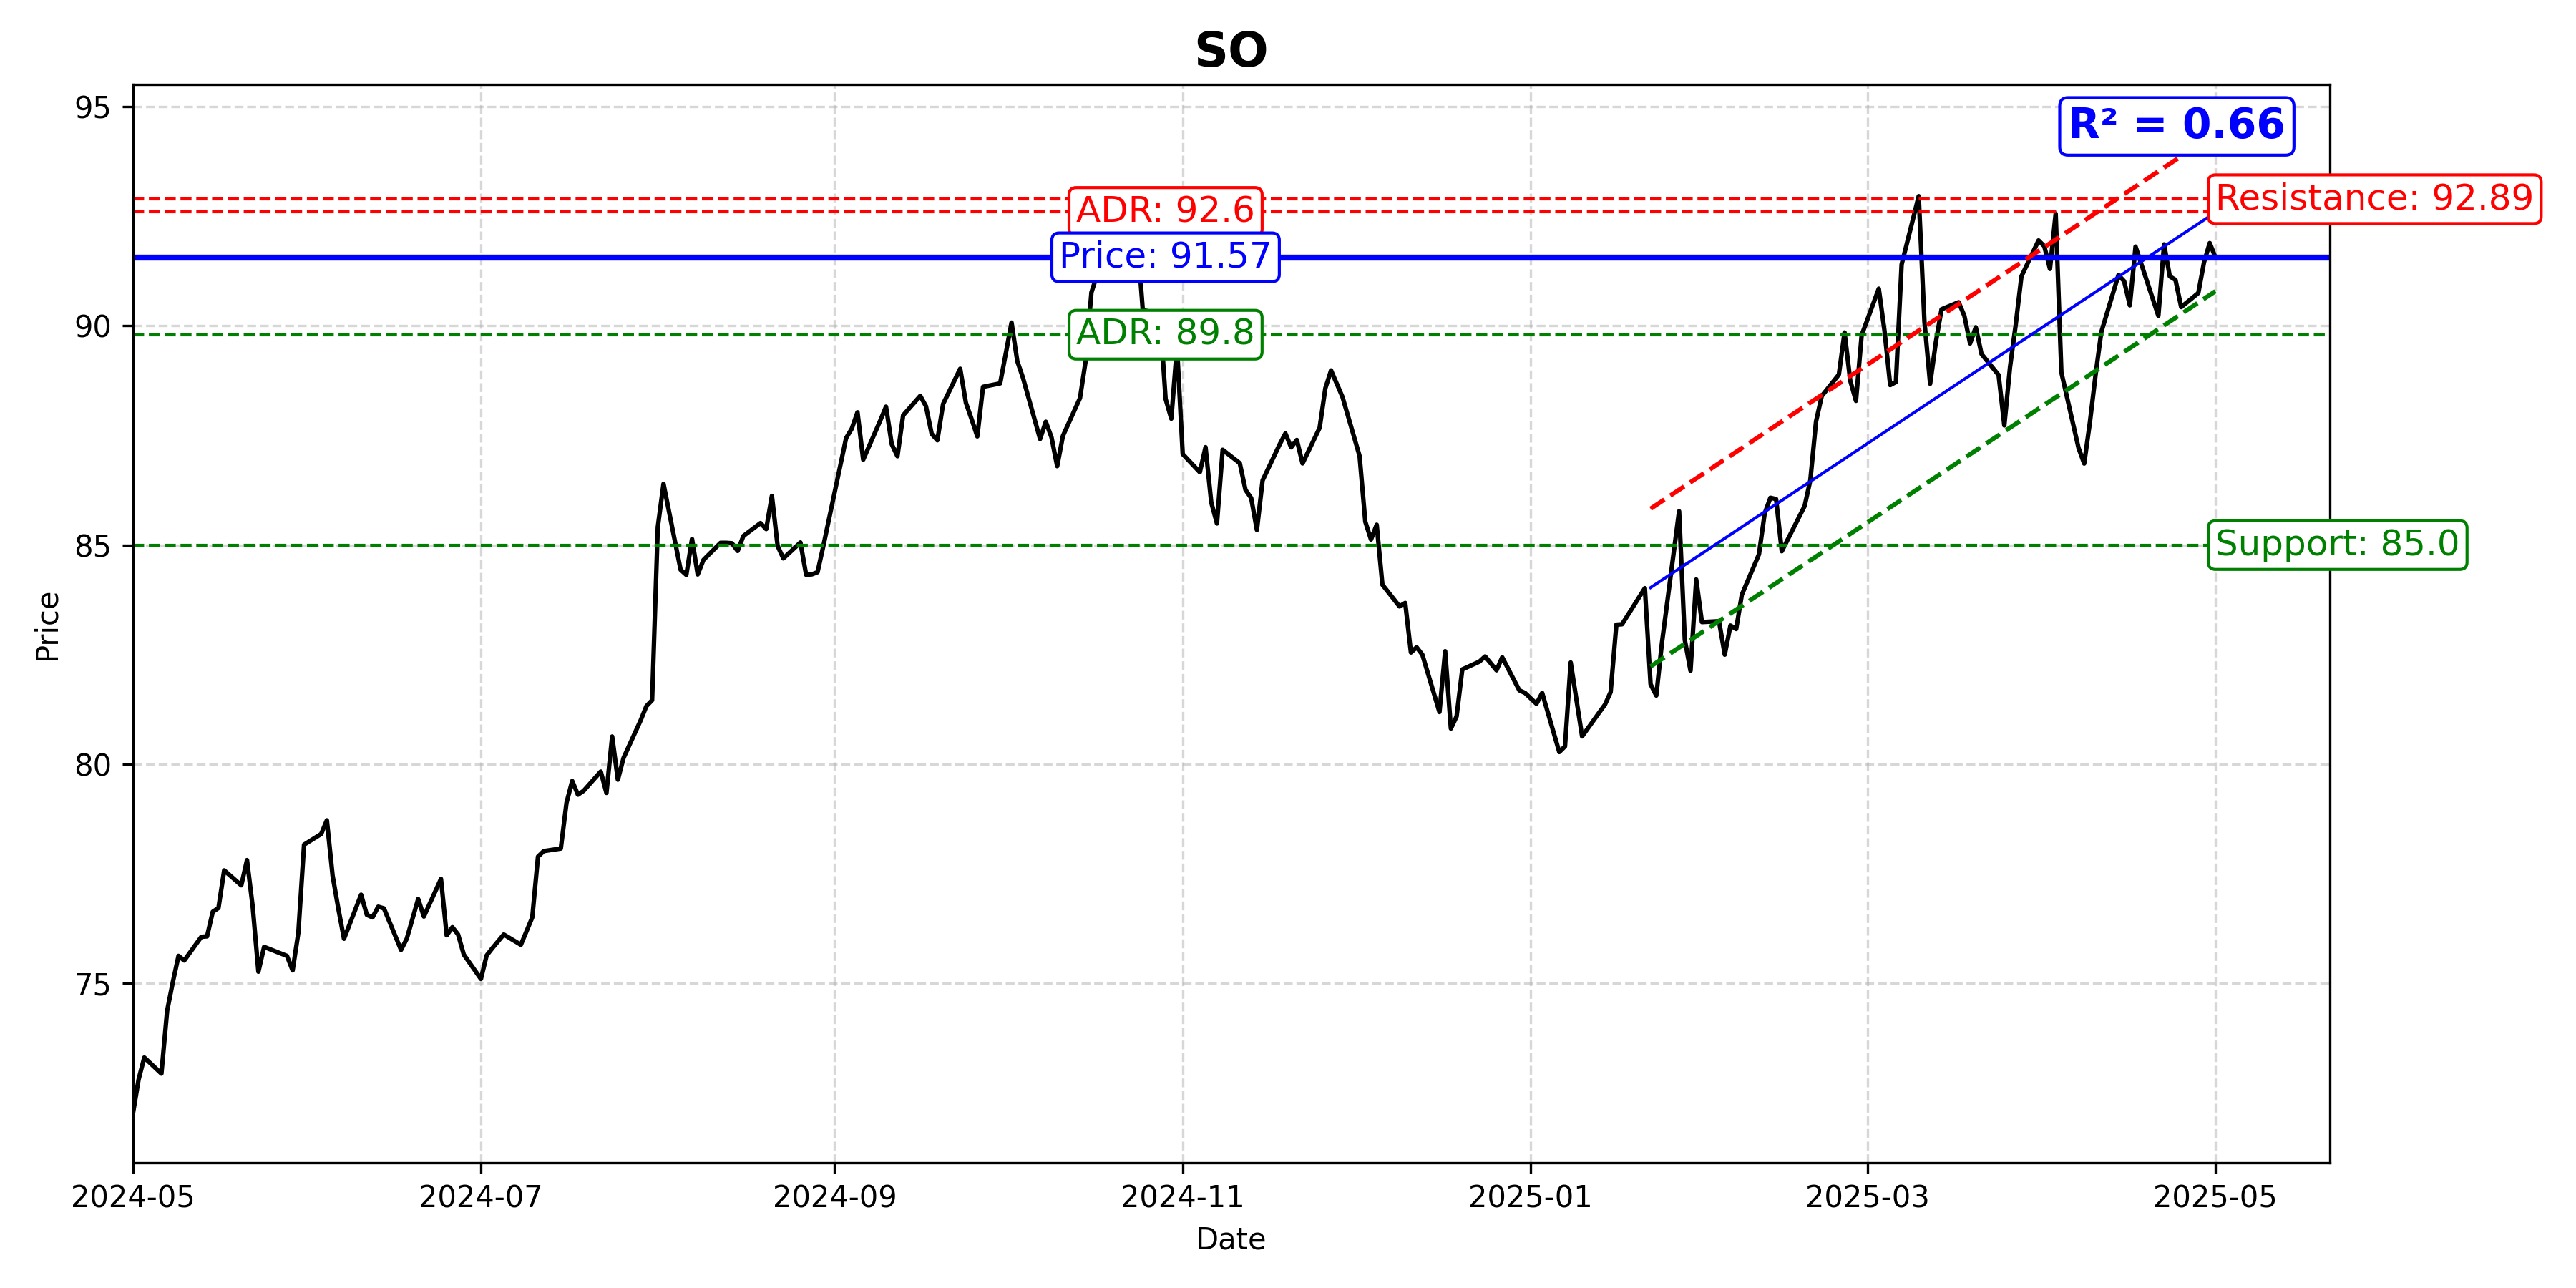 SO
95
R² = 0.66
Resistance: 92.89
ADR: 92.6
Price: 91.57
90
ADR: 89.8
85
Support: 85.0
Price
80
75
2024-05
2024-07
2024-09
2024-11
2025-01
2025-03
2025-05
Date